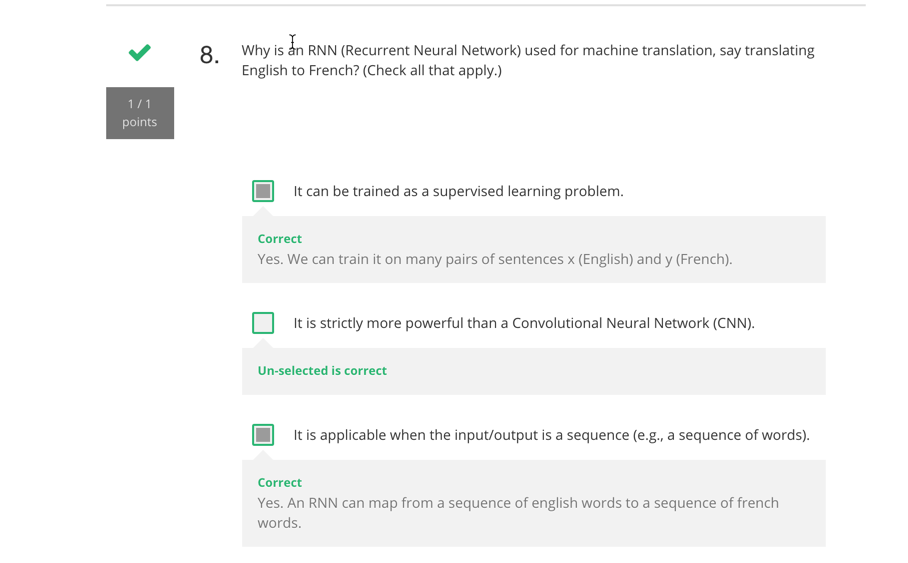 8.
Why is an RNN (Recurrent Neural Network) used for machine translation, say translating
English to French? (Check all that apply.)
1 / 1
points
It can be trained as a supervised learning problem.
Correct
Yes. We can train it on many pairs of sentences x (English) and y (French).
It is strictly more powerful than a Convolutional Neural Network (CNN).
Un-selected is correct
It is applicable when the input/output is a sequence (e.g., a sequence of words).
Correct
Yes. An RNN can map from a sequence of english words to a sequence of french
words.